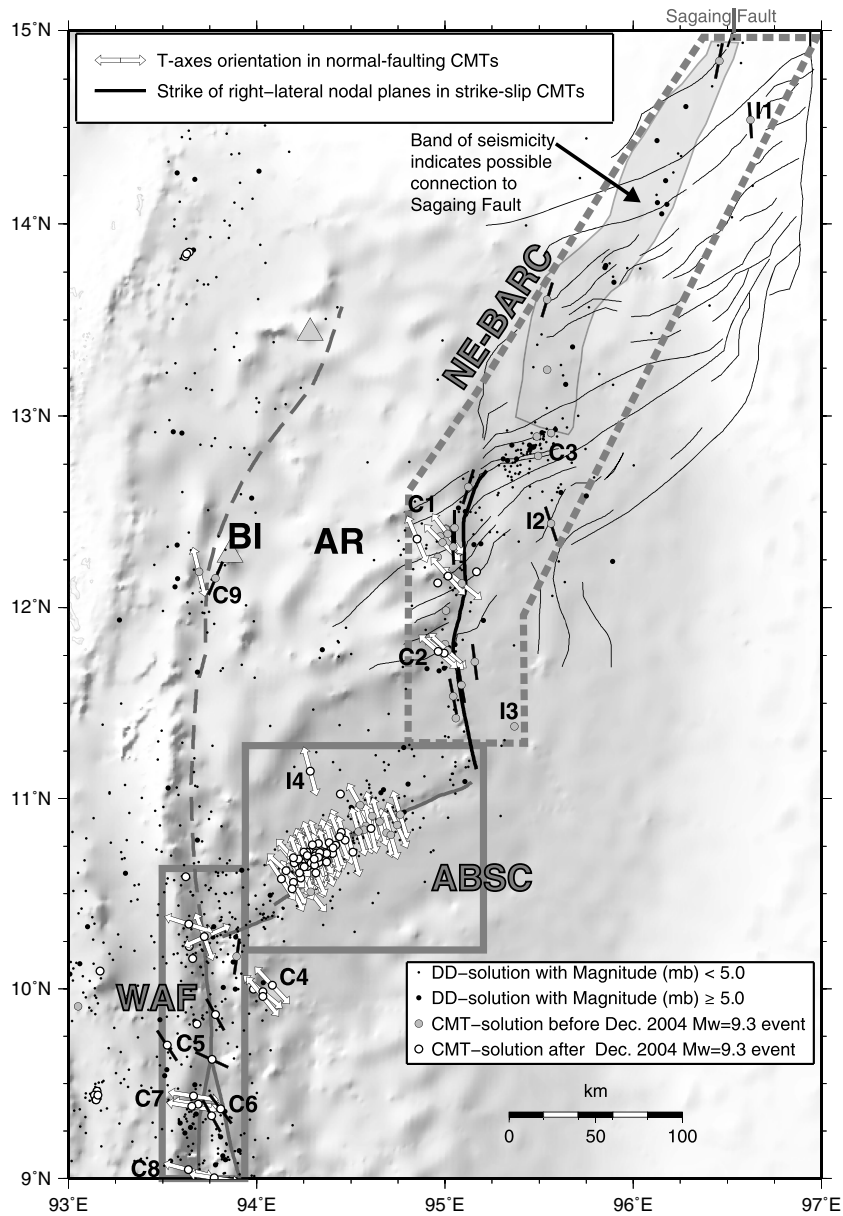 Sagaing Fault
15˚N
T−axes orientation in normal−faulting CMTs
Strike of right−lateral nodal planes in strike−slip CMTs
I1
Band of seismicity
indicates possible
connection to
Sagaing Fault
14˚N
NE-BARC
13˚N
C3
C1
I2
BI
AR
12˚N
C9
C2
I3
I4
11˚N
ABSC
C4
10˚N
WAF
DD−solution with Magnitude (mb) < 5.0
DD−solution with Magnitude (mb) ≥ 5.0
CMT−solution before Dec. 2004 Mw=9.3 event
CMT−solution after Dec. 2004 Mw=9.3 event
C5
C7
C6
km
0 50 100
C8
9˚N
93˚E 94˚E 95˚E 96˚E 97˚E